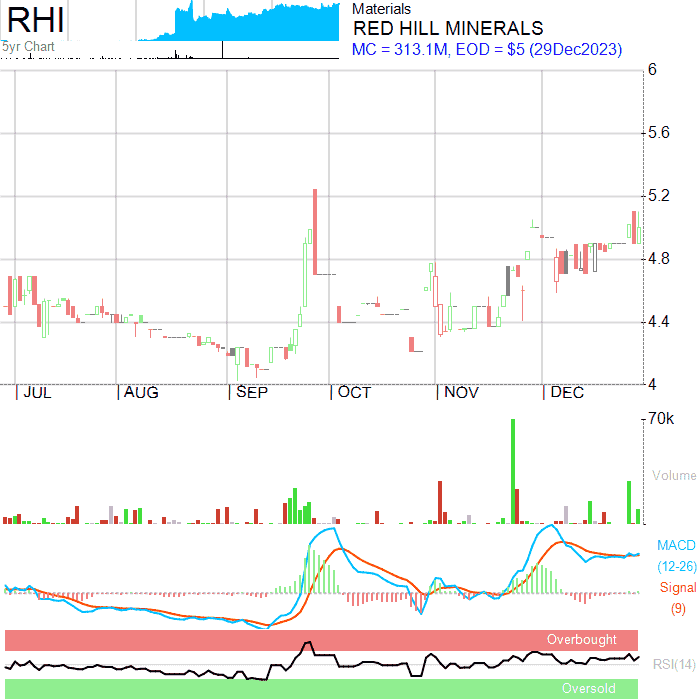 RHI
5yr Chart
Materials
RED HILL MINERALS
MC = 313.1M, EOD = $5 (29Dec2023)
6
5.6
5.2
4.8
4.4
4
JUL AUG SEP OCT NOV DEC
70k
Volume
MACD
(12-26)
Signal
(9)
Overbought
RSI(14)
Oversold